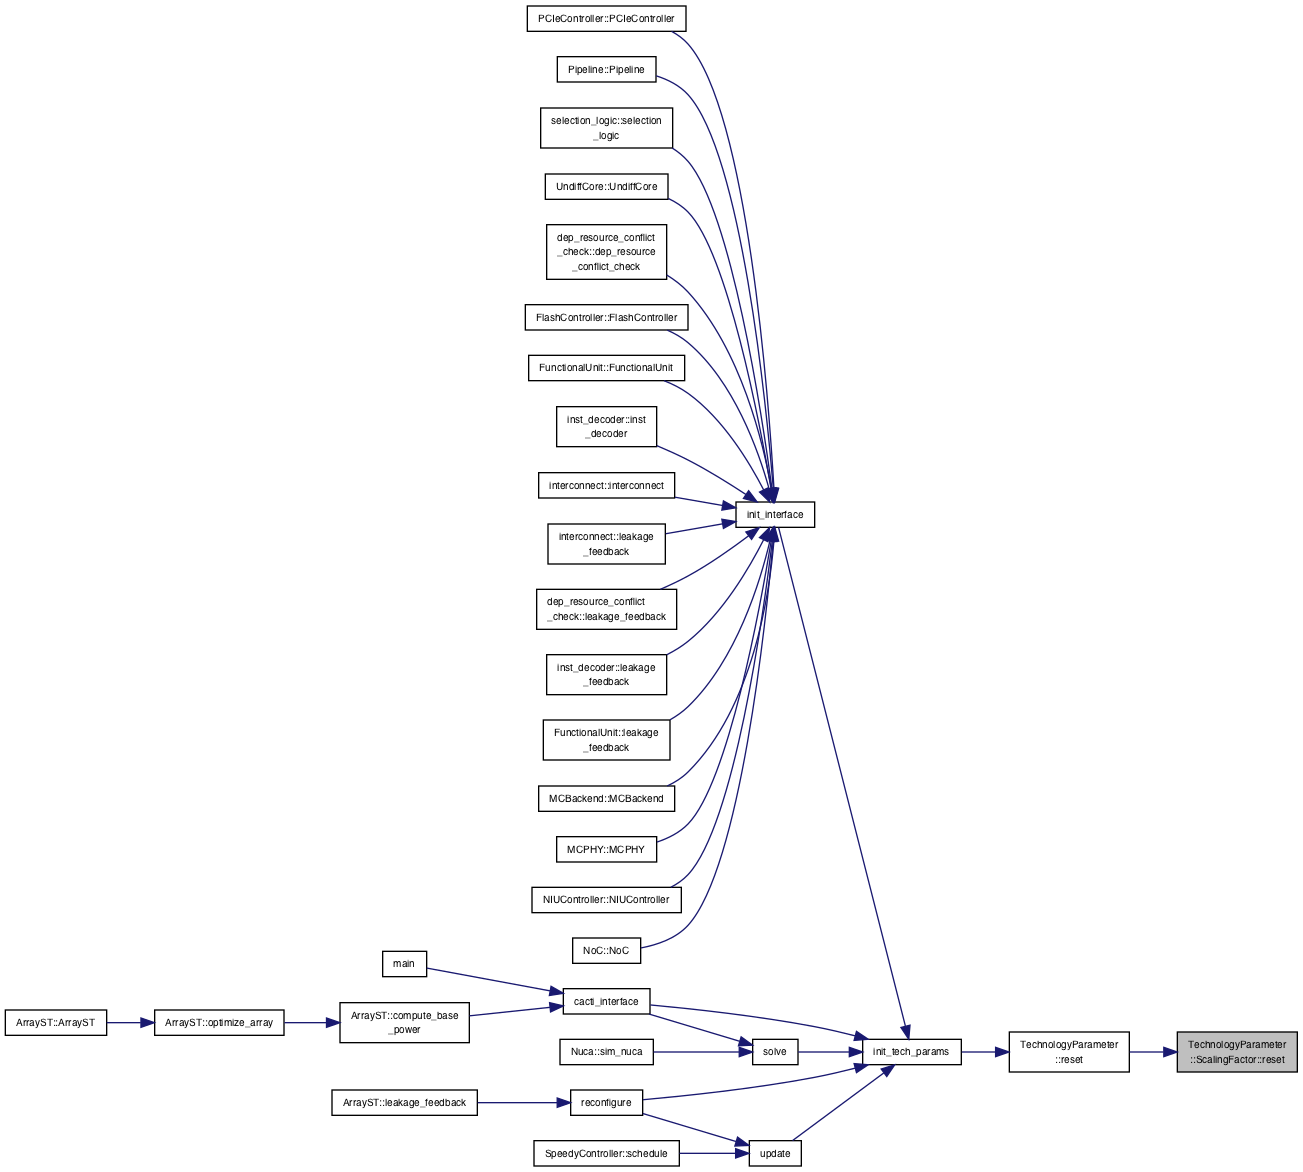 PCIeController::PCIeController
Pipeline::Pipeline
selection_logic::selection
_logic
UndiffCore::UndiffCore
dep_resource_conflict
_check::dep_resource
_conflict_check
FlashController::FlashController
FunctionalUnit::FunctionalUnit
inst_decoder::inst
_decoder
interconnect::interconnect
init_interface
interconnect::leakage
_feedback
dep_resource_conflict
_check::leakage_feedback
inst_decoder::leakage
_feedback
FunctionalUnit::leakage
_feedback
MCBackend::MCBackend
MCPHY::MCPHY
NIUController::NIUController
NoC::NoC
main
cacti_interface
ArrayST::ArrayST
ArrayST::optimize_array
ArrayST::compute_base
_power
Nuca::sim_nuca
solve
init_tech_params
TechnologyParameter
::reset
TechnologyParameter
::ScalingFactor::reset
ArrayST::leakage_feedback
reconfigure
SpeedyController::schedule
update